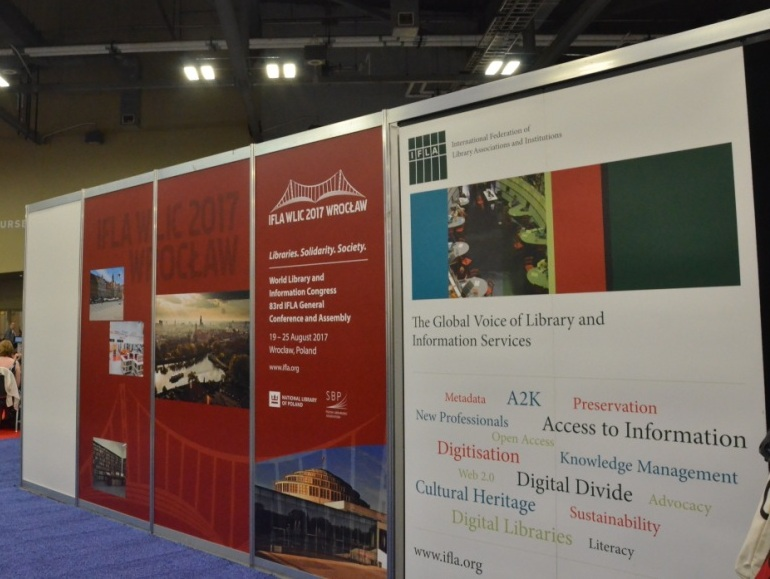 URSE
IFLA WLIC 2017
WROCŁAW
IFLA WLIC 2017 WROCŁAW
Libraries. Solidarity. Society.
World Library and
Information Congress
83rd IFLA General
Conference and Assembly
19 – 25 August 2017
Wrocław, Poland
www.ifla.org
NATIONAL LIBRARY
OF POLAND
SBP
IFLA
International Federation of
Library Associations and Institutions
The Global Voice of Library and
Information Services
Metadata A2K Preservation
New Professionals Access to Information
Open Access
Digitisation Knowledge Management
Web 2.0 Digital Divide Advocacy
Cultural Heritage Sustainability
Digital Libraries Literacy
www.ifla.org